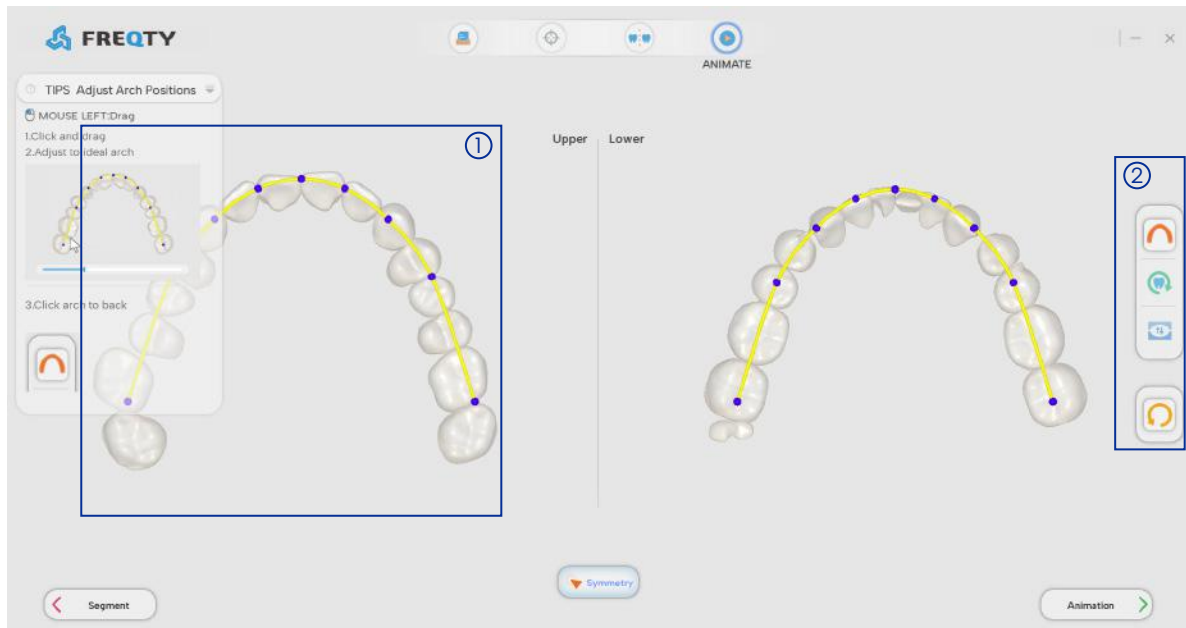 FREQTY
ANIMATE
TIPS Adjust Arch Positions
MOUSE LEFT:Drag
1.Click and drag
2.Adjust to ideal arch
3.Click arch to back
①
Upper
Lower
②
Symmetry
Segment
Animation